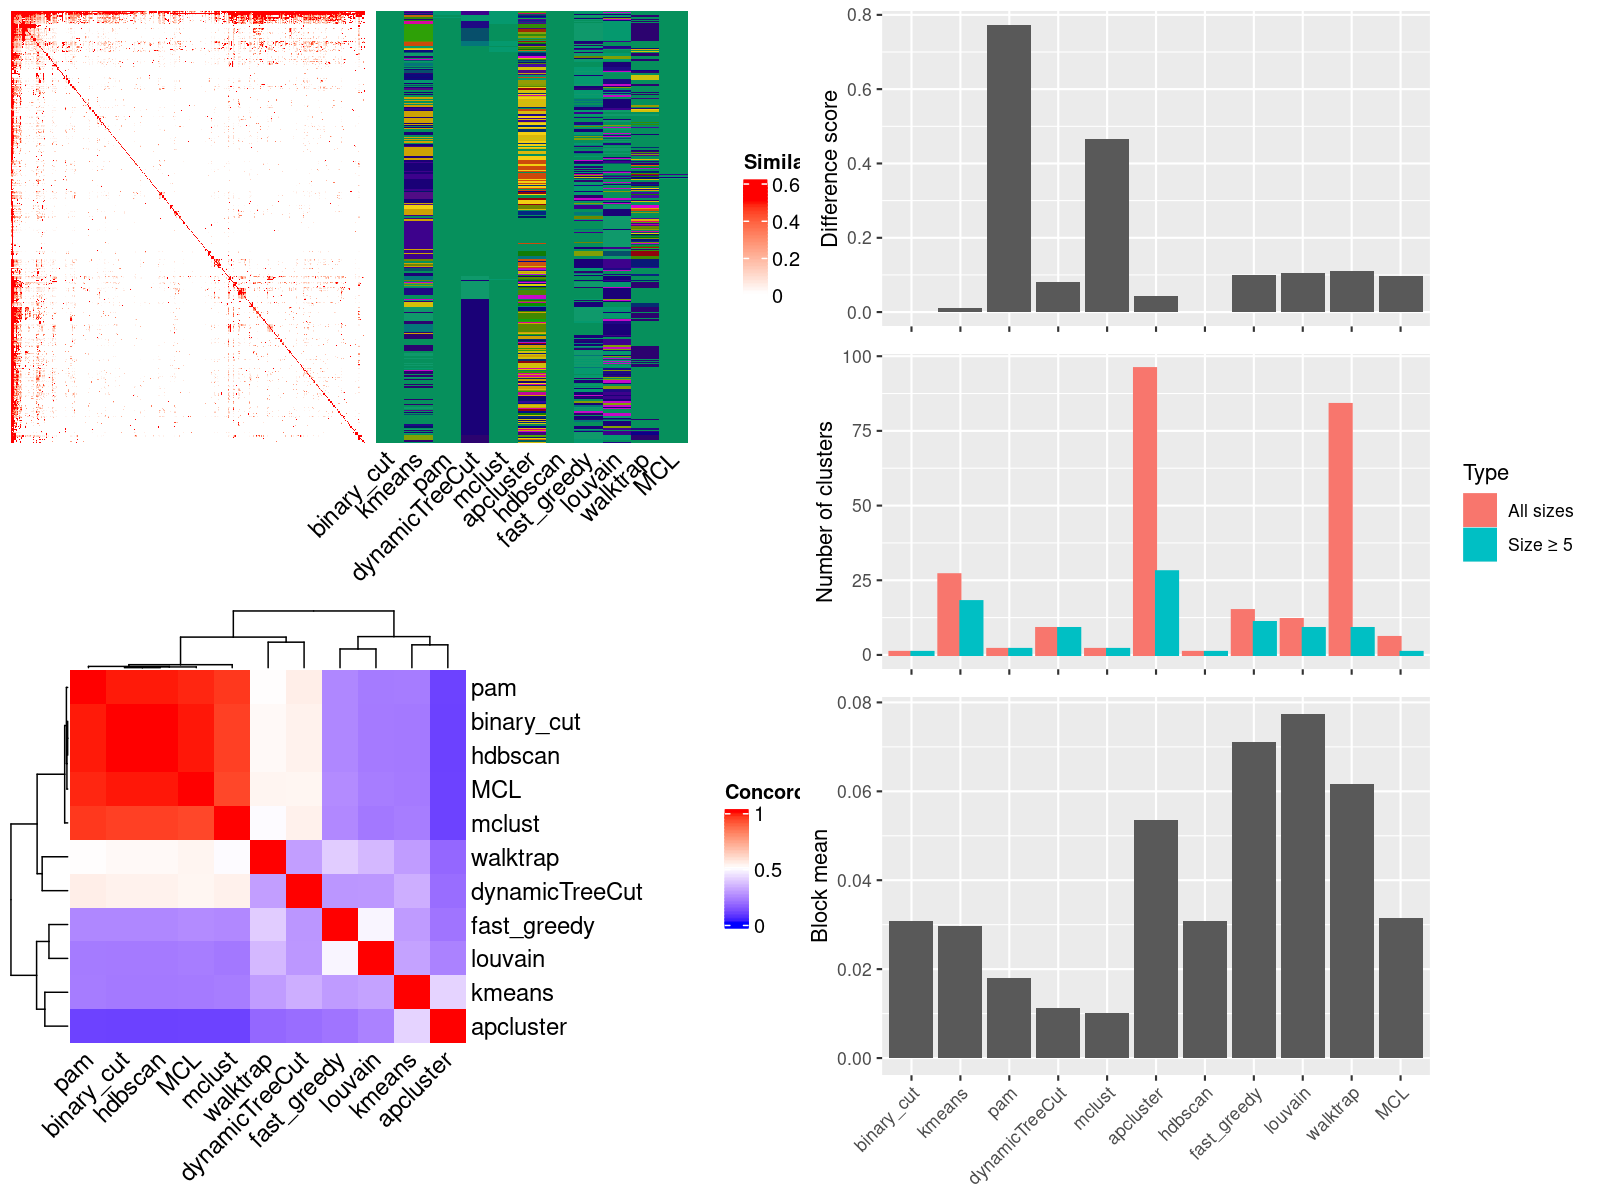 Simila
0.6
0.4
0.2
0
binary_cut
kmeans
pam
dynamicTreeCut
mclust
apcluster
hdbscan
fast_greedy
louvain
walktrap
MCL
pam
binary_cut
hdbscan
MCL
mclust
walktrap
dynamicTreeCut
fast_greedy
louvain
kmeans
apcluster
pam
binary_cut
hdbscan
MCL
mclust
walktrap
dynamicTreeCut
fast_greedy
louvain
kmeans
apcluster
Concord
1
0.5
0
Difference score
0.8
0.6
0.4
0.2
0.0
Number of clusters
100
75
50
25
0
Type
All sizes
Size ≥ 5
Block mean
0.08
0.06
0.04
0.02
0.00
binary_cut
kmeans
pam
dynamicTreeCut
mclust
apcluster
hdbscan
fast_greedy
louvain
walktrap
MCL